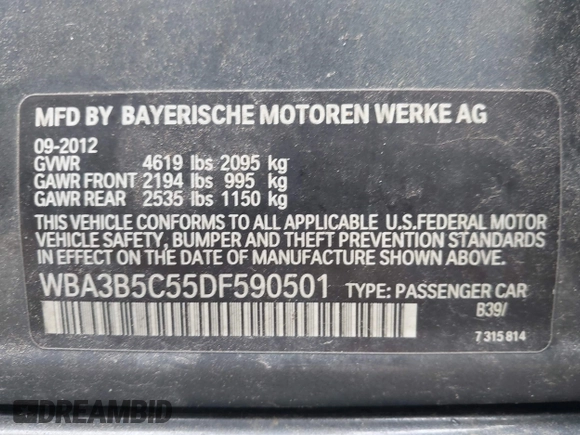 MFD BY BAYERISCHE MOTOREN WERKE AG
09-2012
GVWR 4619 lbs 2095 kg
GAWR FRONT 2194 lbs 995 kg
GAWR REAR 2535 lbs 1150 kg
THIS VEHICLE CONFORMS TO ALL APPLICABLE U.S.FEDERAL MOTOR
VEHICLE SAFETY, BUMPER AND THEFT PREVENTION STANDARDS
IN EFFECT ON THE DATE OF MANUFACTURE SHOWN ABOVE.
WBA3B5C55DF590501 TYPE: PASSENGER CAR
B39/
7 315 814
DREAMBID